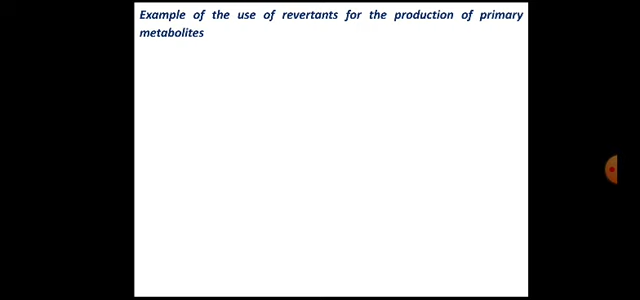 Example of the use of revertants for the production of primary
metabolites